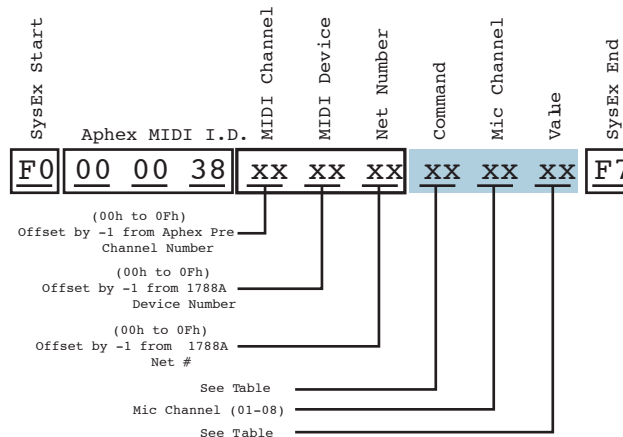 SysEx Start
Aphex MIDI I.D.
MIDI Channel
MIDI Device
Net Number
Command
Mic Channel
Value
SysEx End
F0 00 00 38 xx xx xx xx xx xx F7
(00h to 0Fh)
Offset by -1 from Aphex Pre
Channel Number
(00h to 0Fh)
Offset by -1 from 1788A
Device Number
(00h to 0Fh)
Offset by -1 from 1788A
Net #
See Table
Mic Channel (01-08)
See Table